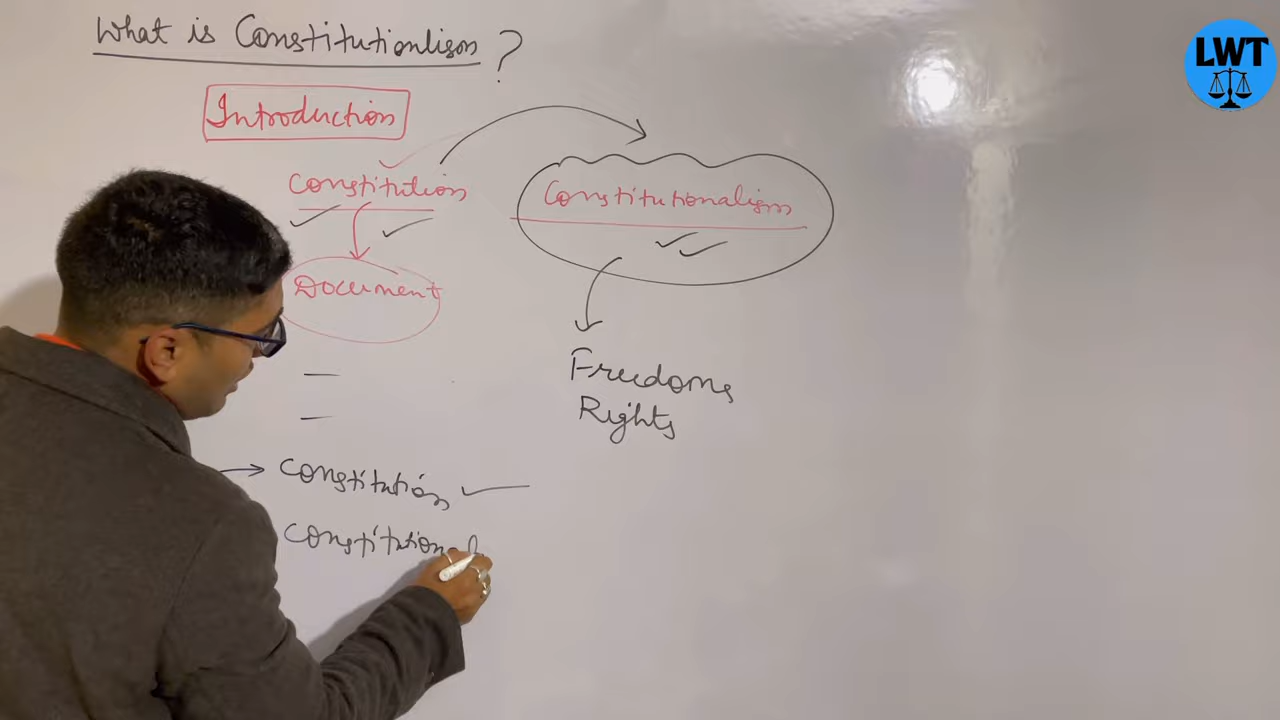 What is Constitutionlism ?
LWT
Introduction
Constitution
Constitutionalism
Document
Freedoms
Rights
Constitution
Constitutional